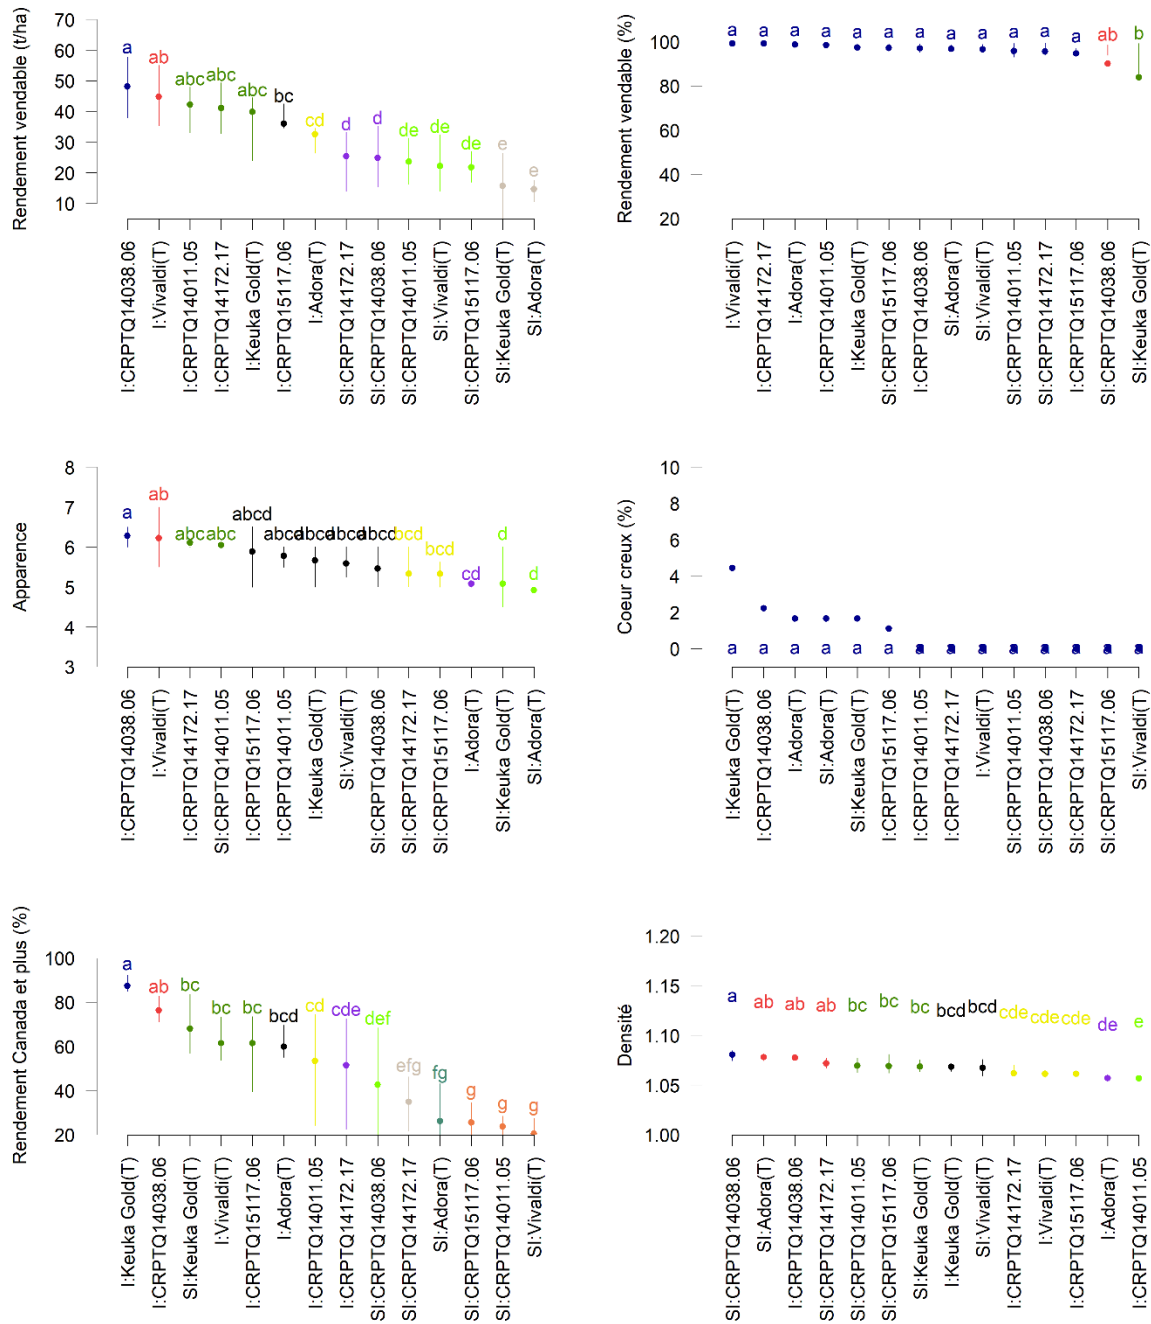 Rendement vendable (t/ha)
70
60
50
40
30
20
10
a
ab
abc
abc
abc
bc
cd
d
d
de
de
de
e
e
I:CRPTQ14038.06
I:Vivaldi(T)
I:CRPTQ14011.05
I:CRPTQ14172.17
I:Keuka Gold(T)
I:CRPTQ15117.06
I:Adora(T)
SI:CRPTQ14172.17
SI:CRPTQ14038.06
SI:CRPTQ14011.05
SI:Vivaldi(T)
SI:CRPTQ15117.06
SI:Keuka Gold(T)
SI:Adora(T)
Rendement vendable (%)
100
80
60
40
20
a
a
a
a
a
a
a
a
a
a
a
a
ab
b
I:Vivaldi(T)
I:CRPTQ14172.17
I:Adora(T)
I:CRPTQ14011.05
I:Keuka Gold(T)
SI:CRPTQ15117.06
I:CRPTQ14038.06
SI:Adora(T)
SI:Vivaldi(T)
SI:CRPTQ14011.05
SI:CRPTQ14172.17
I:CRPTQ15117.06
SI:CRPTQ14038.06
SI:Keuka Gold(T)
Apparence
8
7
6
5
4
3
a
ab
abc
abc
abcd
abcd
abcd
abcd
abcd
bcd
bcd
cd
d
d
I:CRPTQ14038.06
I:Vivaldi(T)
I:CRPTQ14172.17
SI:CRPTQ14011.05
I:CRPTQ15117.06
I:CRPTQ14011.05
I:Keuka Gold(T)
SI:Vivaldi(T)
SI:CRPTQ14038.06
SI:CRPTQ14172.17
SI:CRPTQ15117.06
I:Adora(T)
SI:Keuka Gold(T)
SI:Adora(T)
Coeur creux (%)
10
8
6
4
2
0
a
a
a
a
a
a
a
a
a
a
a
a
a
a
I:Keuka Gold(T)
I:CRPTQ14038.06
I:Adora(T)
SI:Adora(T)
SI:Keuka Gold(T)
I:CRPTQ15117.06
I:CRPTQ14011.05
I:CRPTQ14172.17
I:Vivaldi(T)
SI:CRPTQ14011.05
SI:CRPTQ14038.06
SI:CRPTQ14172.17
SI:CRPTQ15117.06
SI:Vivaldi(T)
Rendement Canada et plus (%)
100
80
60
40
20
a
ab
bc
bc
bc
bcd
cd
cde
def
efg
fg
g
g
g
I:Keuka Gold(T)
I:CRPTQ14038.06
SI:Keuka Gold(T)
I:Vivaldi(T)
I:CRPTQ15117.06
I:Adora(T)
I:CRPTQ14011.05
I:CRPTQ14172.17
SI:CRPTQ14038.06
SI:CRPTQ14172.17
SI:Adora(T)
SI:CRPTQ15117.06
SI:CRPTQ14011.05
SI:Vivaldi(T)
Densité
1.20
1.15
1.10
1.05
1.00
a
ab
ab
ab
bc
bc
bc
bcd
bcd
cde
cde
cde
de
e
SI:CRPTQ14038.06
SI:Adora(T)
I:CRPTQ14038.06
SI:CRPTQ14172.17
SI:CRPTQ14011.05
SI:CRPTQ15117.06
SI:Keuka Gold(T)
I:Keuka Gold(T)
SI:Vivaldi(T)
I:CRPTQ14172.17
I:Vivaldi(T)
I:CRPTQ15117.06
I:Adora(T)
I:CRPTQ14011.05